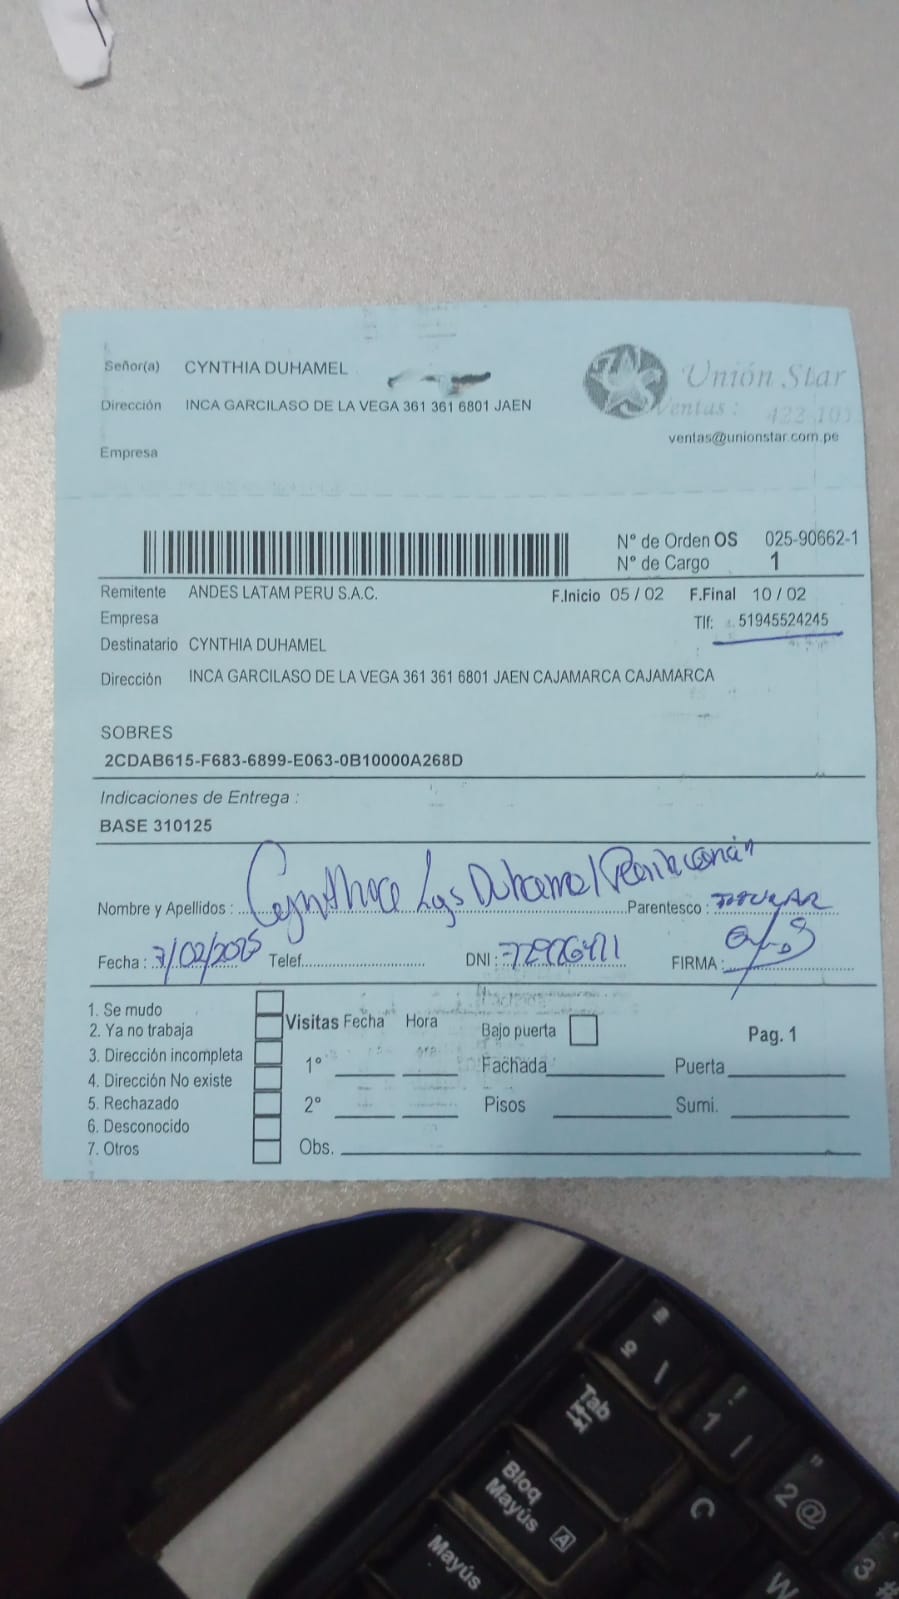 Señor(a) CYNTHIA DUHAMEL
Dirección INCA GARCILASO DE LA VEGA 361 361 6801 JAEN
Empresa
Unión Star
Ventas :
ventas@unionstar.com.pe
N° de Orden OS 025-90662-1
N° de Cargo 1
Remitente ANDES LATAM PERU S.A.C. F.Inicio 05 / 02 F.Final 10 / 02
Empresa Tlf: 51945524245
Destinatario CYNTHIA DUHAMEL
Dirección INCA GARCILASO DE LA VEGA 361 361 6801 JAEN CAJAMARCA CAJAMARCA
SOBRES
2CDAB615-F683-6899-E063-0B10000A268D
Indicaciones de Entrega :
BASE 310125
Nombre y Apellidos : Duhamel Parentesco : TITULAR
Fecha : 7/02/2025 Telef. DNI : FIRMA :
1. Se mudo
2. Ya no trabaja
3. Dirección incompleta
4. Dirección No existe
5. Rechazado
6. Desconocido
7. Otros
Visitas Fecha Hora Bajo puerta Pag. 1
1° Fachada Puerta
2° Pisos Sumi.
Obs.
Tab
1
Bloq Mayús A
2 @
Mayús
W
3 #